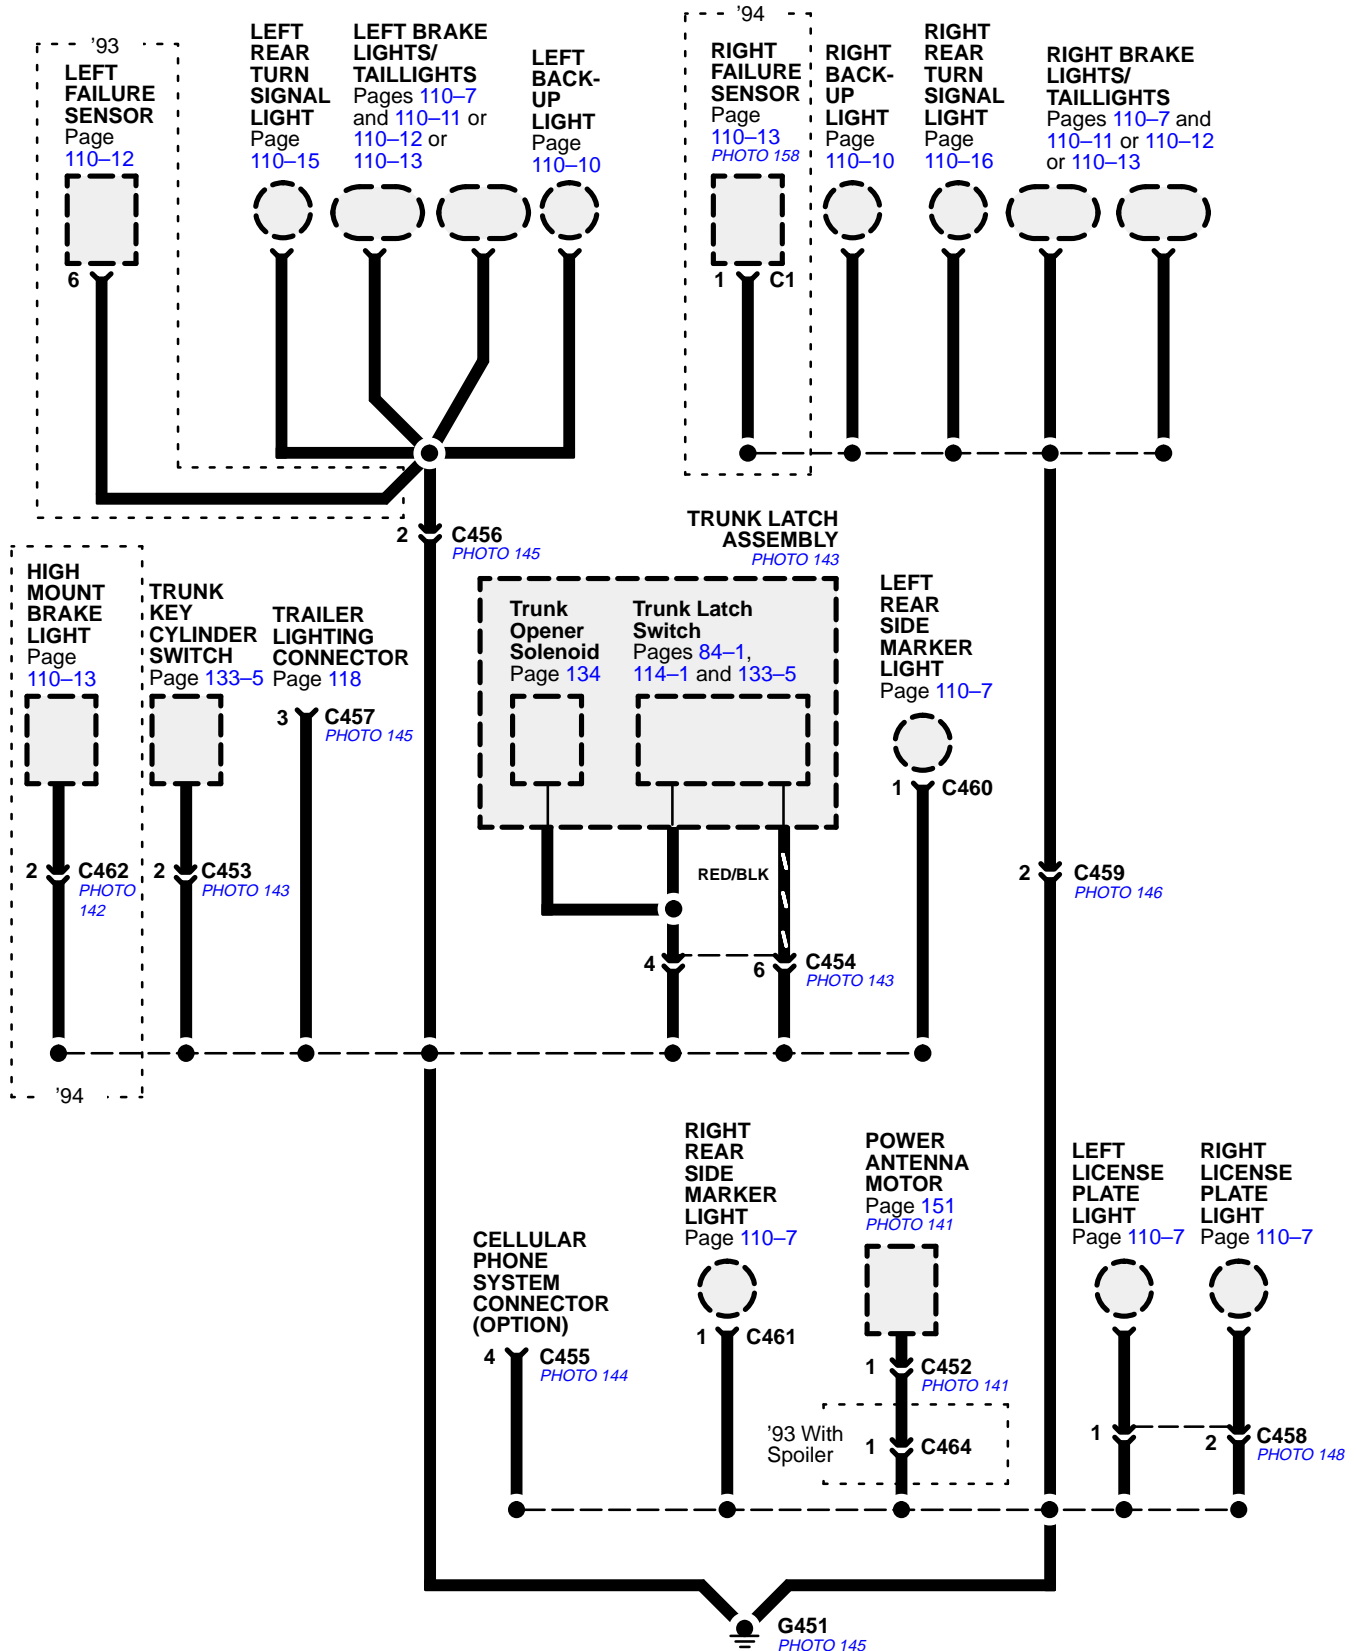 '93
LEFT
FAILURE
SENSOR
Page
110–12
6
LEFT
REAR
TURN
SIGNAL
LIGHT
Page
110–15
LEFT BRAKE
LIGHTS/
TAILLIGHTS
Pages 110–7
and 110–11 or
110–12 or
110–13
LEFT
BACK-
UP
LIGHT
Page
110–10
'94
RIGHT
FAILURE
SENSOR
Page
110–13
PHOTO 158
1 C1
RIGHT
BACK-
UP
LIGHT
Page
110–10
RIGHT
REAR
TURN
SIGNAL
LIGHT
Page
110–16
RIGHT BRAKE
LIGHTS/
TAILLIGHTS
Pages 110–7 and
110–11 or 110–12
or 110–13
2 C456
PHOTO 145
HIGH
MOUNT
BRAKE
LIGHT
Page
110–13
2 C462
PHOTO
142
'94
TRUNK
KEY
CYLINDER
SWITCH
Page 133–5
2 C453
PHOTO 143
TRAILER
LIGHTING
CONNECTOR
Page 118
3 C457
PHOTO 145
TRUNK LATCH
ASSEMBLY
PHOTO 143
Trunk
Opener
Solenoid
Page 134
Trunk Latch
Switch
Pages 84–1,
114–1 and 133–5
RED/BLK
4
6 C454
PHOTO 143
LEFT
REAR
SIDE
MARKER
LIGHT
Page 110–7
1 C460
2 C459
PHOTO 146
CELLULAR
PHONE
SYSTEM
CONNECTOR
(OPTION)
4 C455
PHOTO 144
RIGHT
REAR
SIDE
MARKER
LIGHT
Page 110–7
1 C461
POWER
ANTENNA
MOTOR
Page 151
PHOTO 141
1 C452
PHOTO 141
'93 With
Spoiler
1 C464
LEFT
LICENSE
PLATE
LIGHT
Page 110–7
1
RIGHT
LICENSE
PLATE
LIGHT
Page 110–7
2 C458
PHOTO 148
G451
PHOTO 145